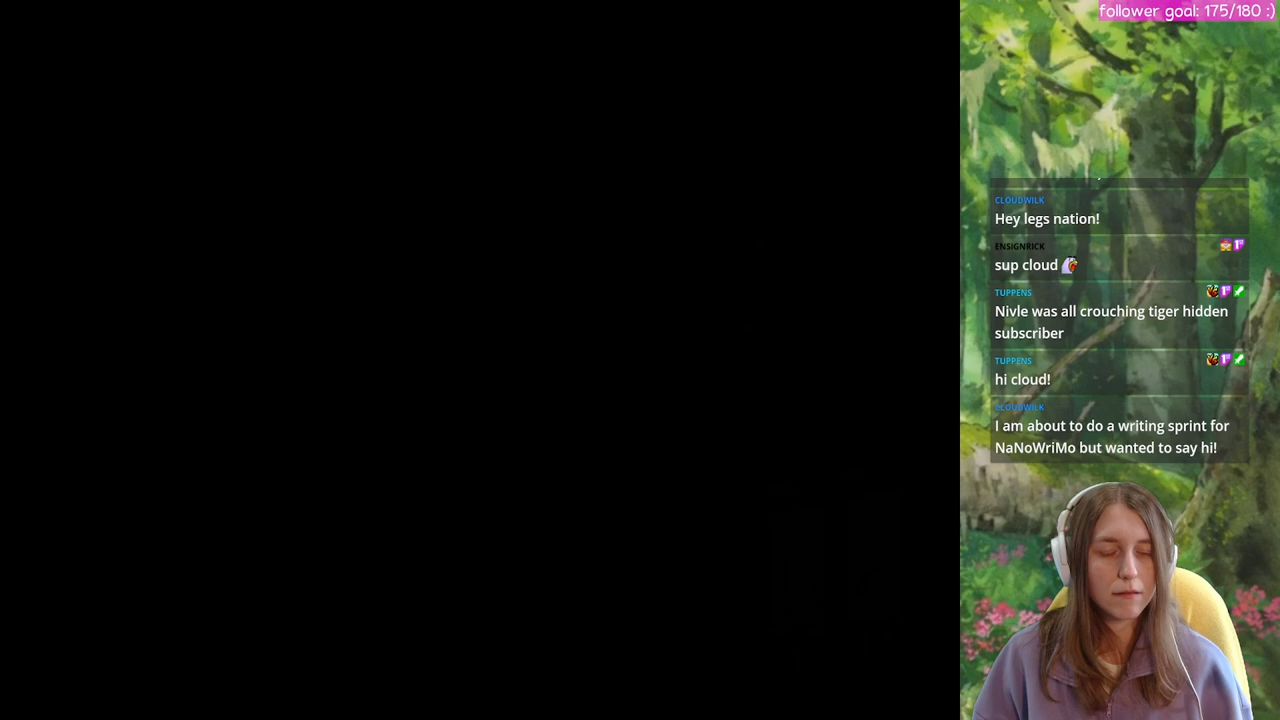 follower goal: 175/180 :)
CLOUDWILK
Hey legs nation!
ENSIGNRICK
sup cloud
TUPPENS
Nivle was all crouching tiger hidden
subscriber
TUPPENS
hi cloud!
CLOUDWILK
I am about to do a writing sprint for
NaNoWriMo but wanted to say hi!